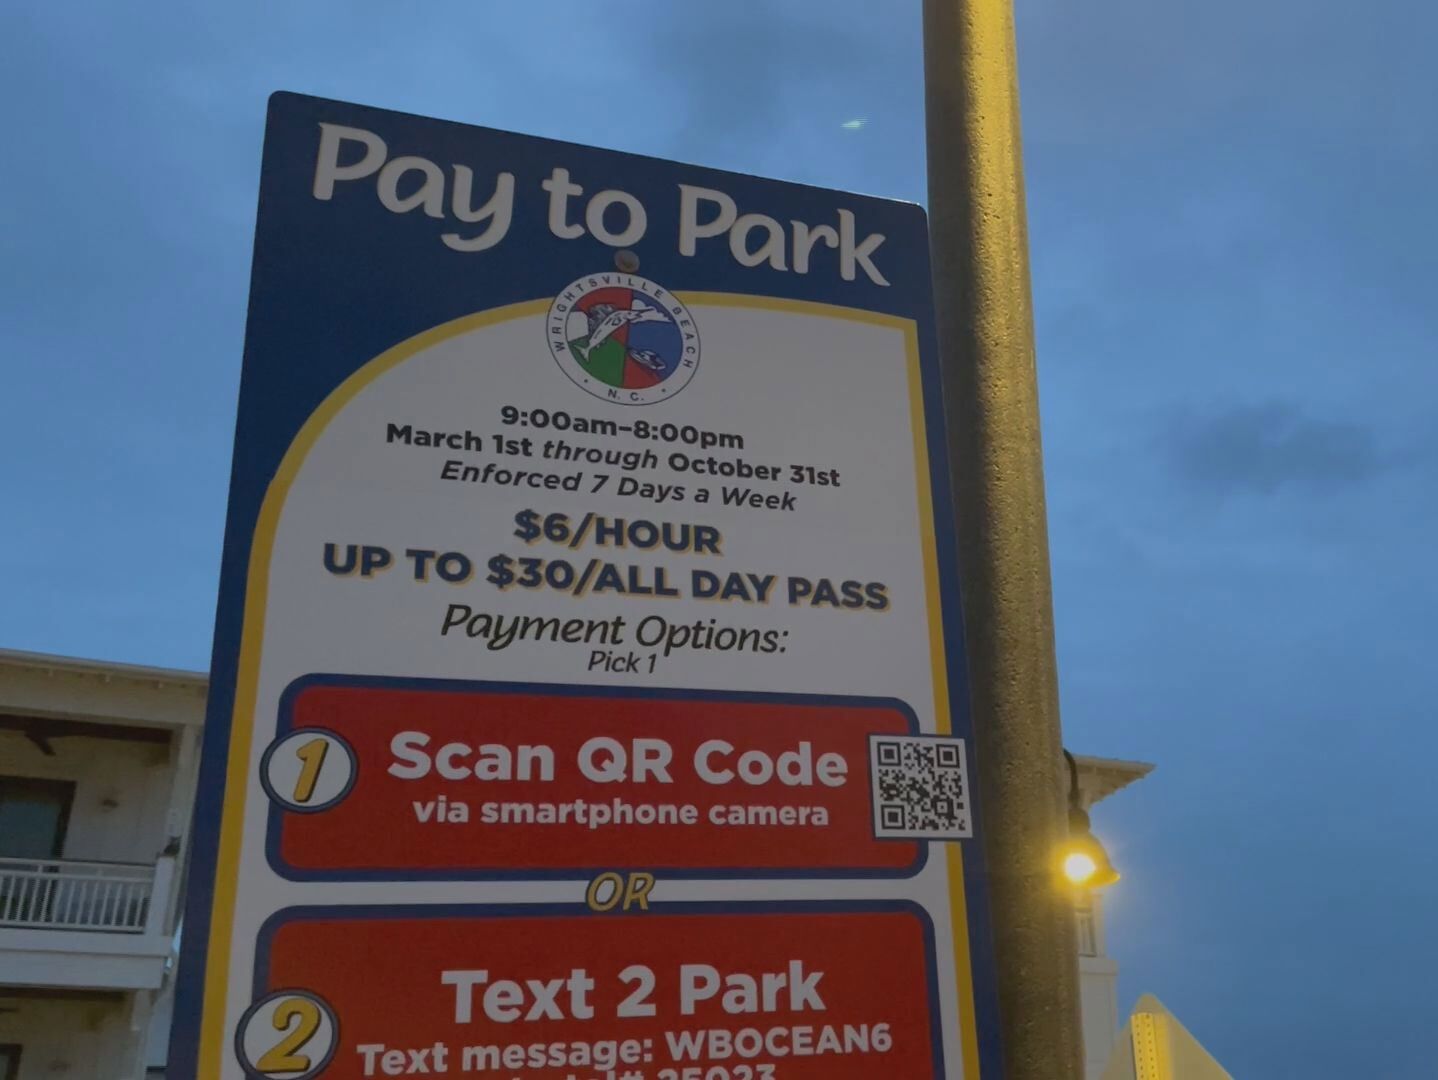 Pay to Park
WRIGHTSVILLE BEACH
N. C.
9:00am–8:00pm
March 1st through October 31st
Enforced 7 Days a Week
$6/HOUR
UP TO $30/ALL DAY PASS
Payment Options:
Pick 1
1
Scan QR Code
via smartphone camera
OR
2
Text 2 Park
Text message: WBOCEAN6
25023